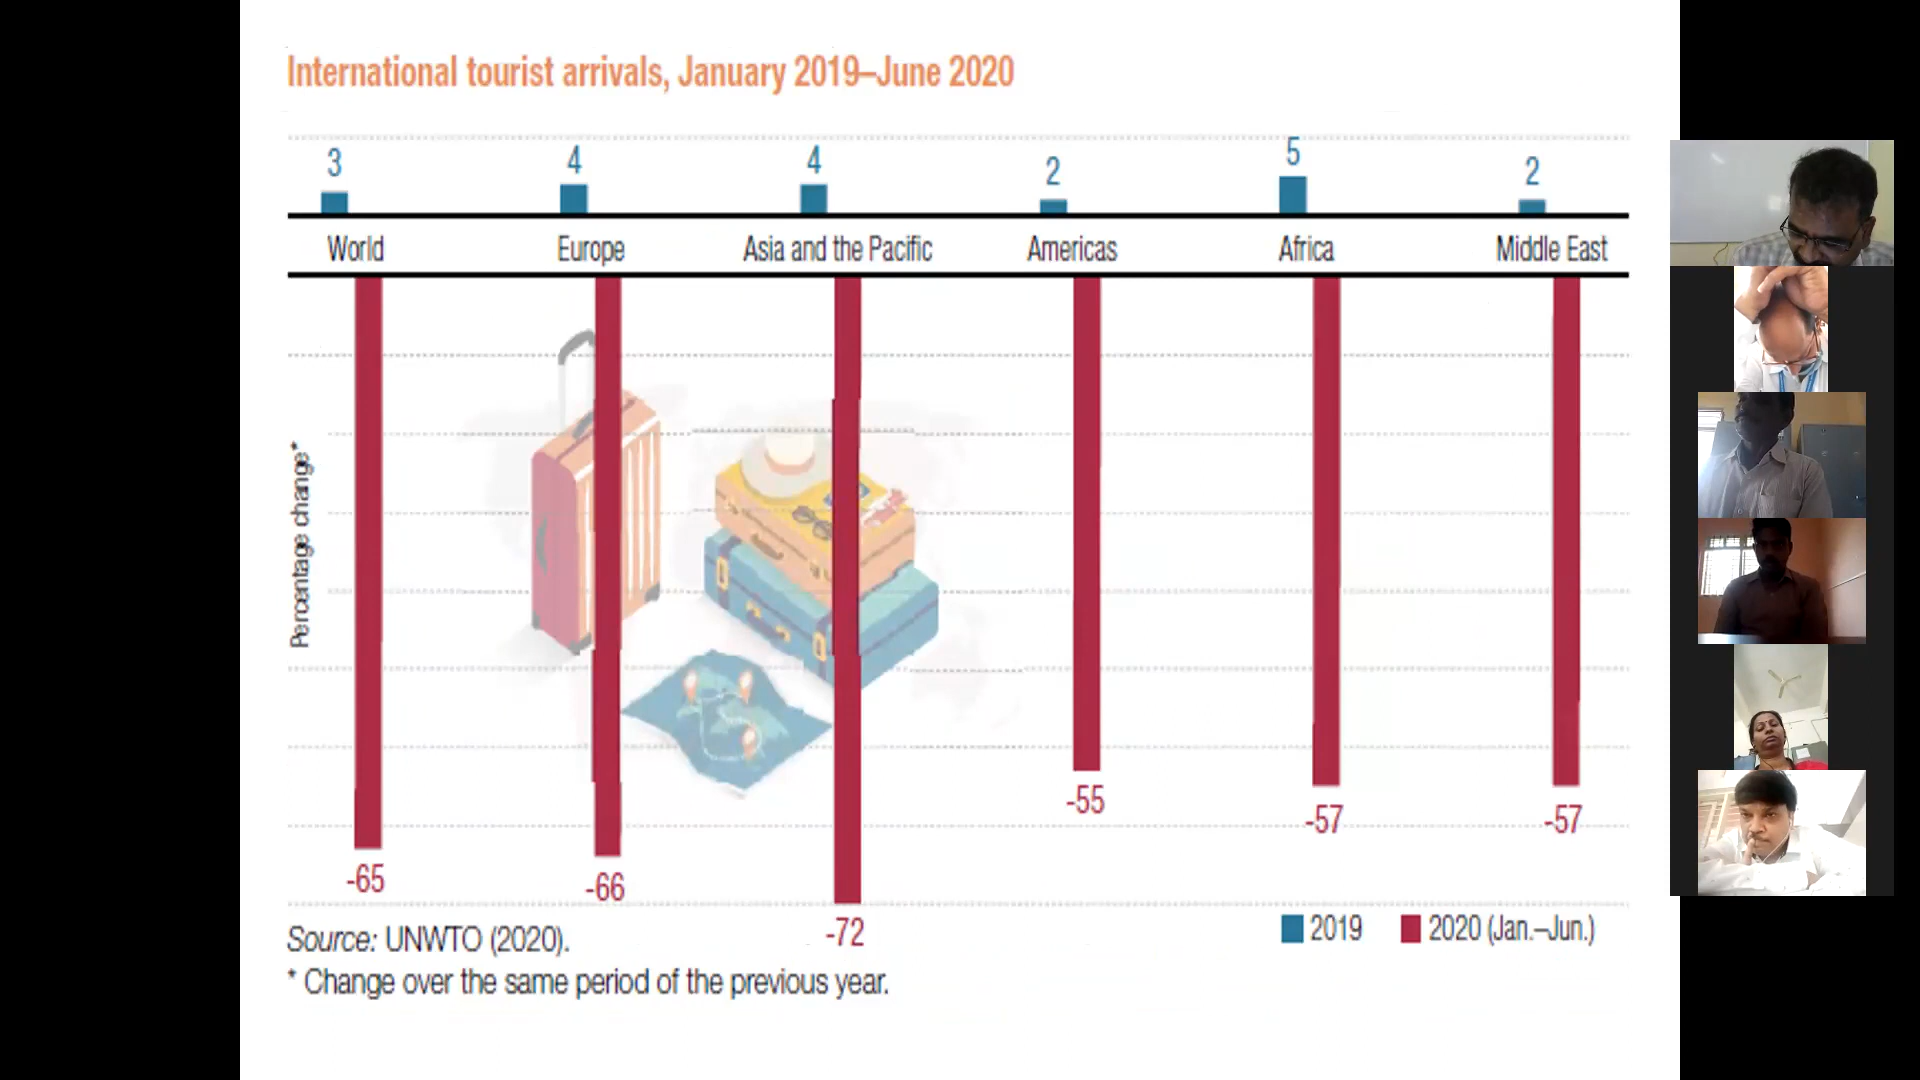 International tourist arrivals, January 2019–June 2020
3 4 4 2 5 2
World Europe Asia and the Pacific Americas Africa Middle East
Percentage change*
-65 -66 -72 -55 -57 -57
2019 2020 (Jan.–Jun.)
Source: UNWTO (2020).
* Change over the same period of the previous year.